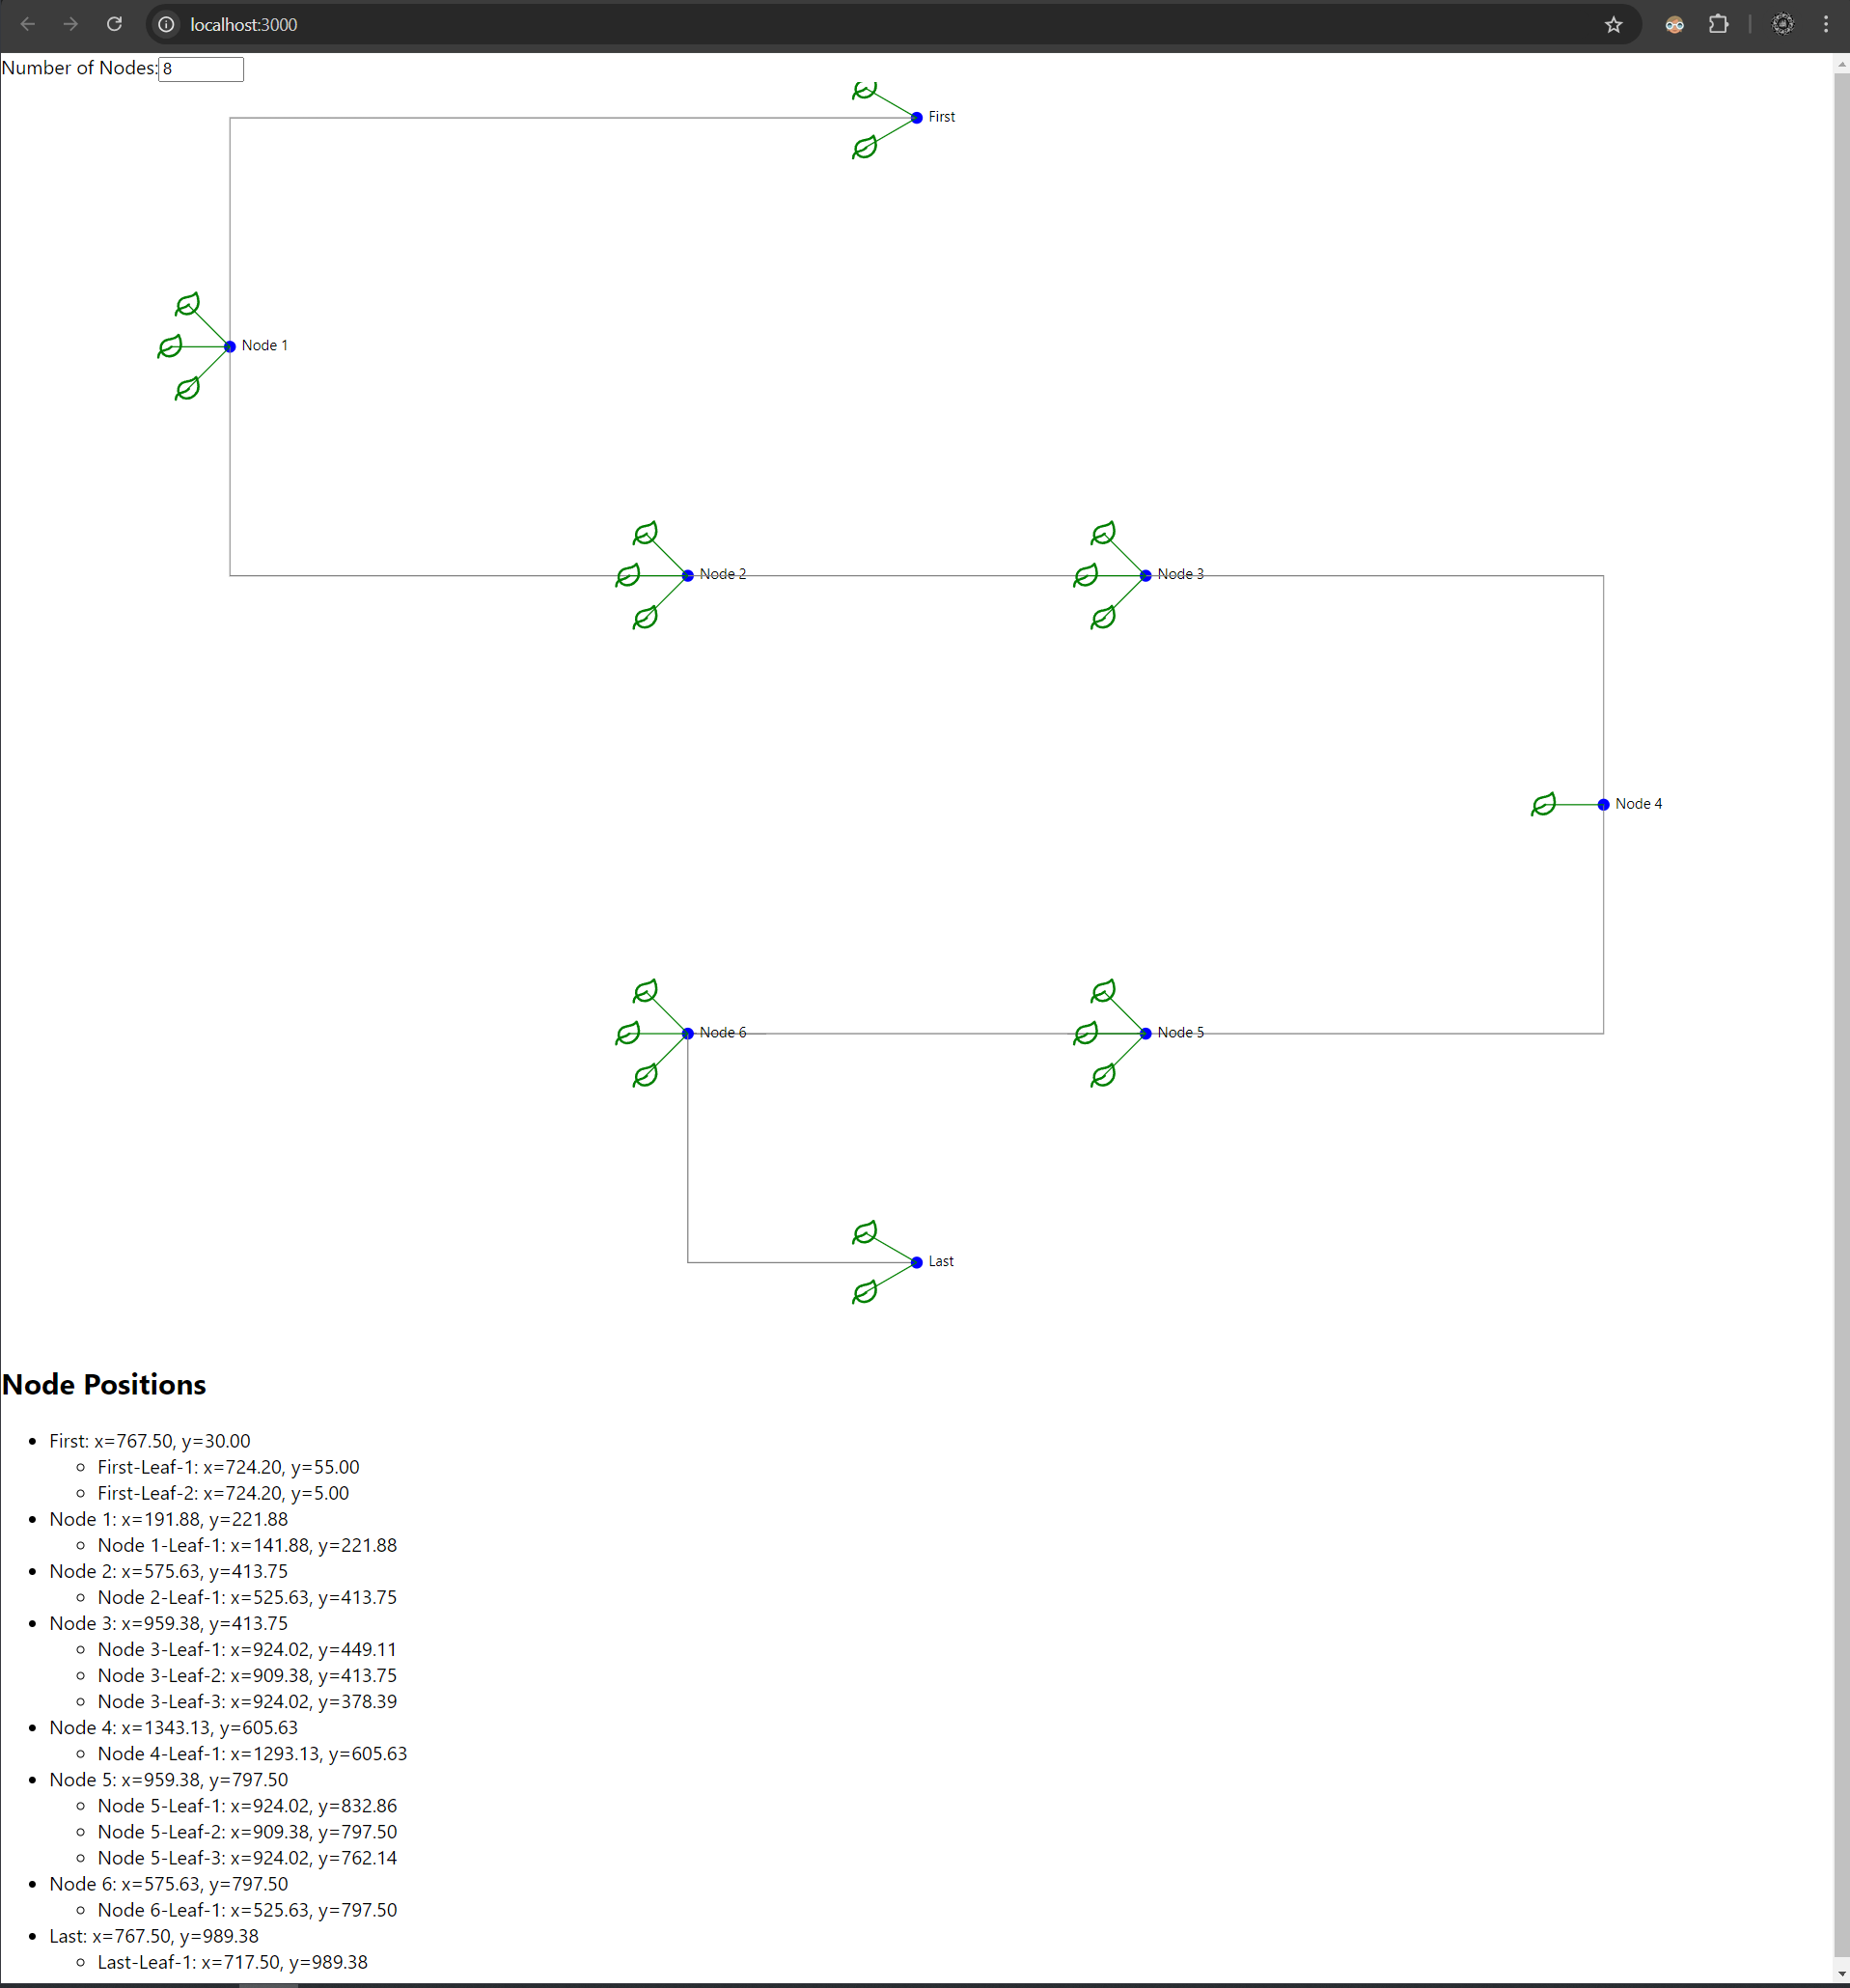 localhost:3000
Number of Nodes: 8
First
Node 1
Node 2
Node 3
Node 4
Node 6
Node 5
Last
Node Positions
First: x=767.50, y=30.00
First-Leaf-1: x=724.20, y=55.00
First-Leaf-2: x=724.20, y=5.00
Node 1: x=191.88, y=221.88
Node 1-Leaf-1: x=141.88, y=221.88
Node 2: x=575.63, y=413.75
Node 2-Leaf-1: x=525.63, y=413.75
Node 3: x=959.38, y=413.75
Node 3-Leaf-1: x=924.02, y=449.11
Node 3-Leaf-2: x=909.38, y=413.75
Node 3-Leaf-3: x=924.02, y=378.39
Node 4: x=1343.13, y=605.63
Node 4-Leaf-1: x=1293.13, y=605.63
Node 5: x=959.38, y=797.50
Node 5-Leaf-1: x=924.02, y=832.86
Node 5-Leaf-2: x=909.38, y=797.50
Node 5-Leaf-3: x=924.02, y=762.14
Node 6: x=575.63, y=797.50
Node 6-Leaf-1: x=525.63, y=797.50
Last: x=767.50, y=989.38
Last-Leaf-1: x=717.50, y=989.38